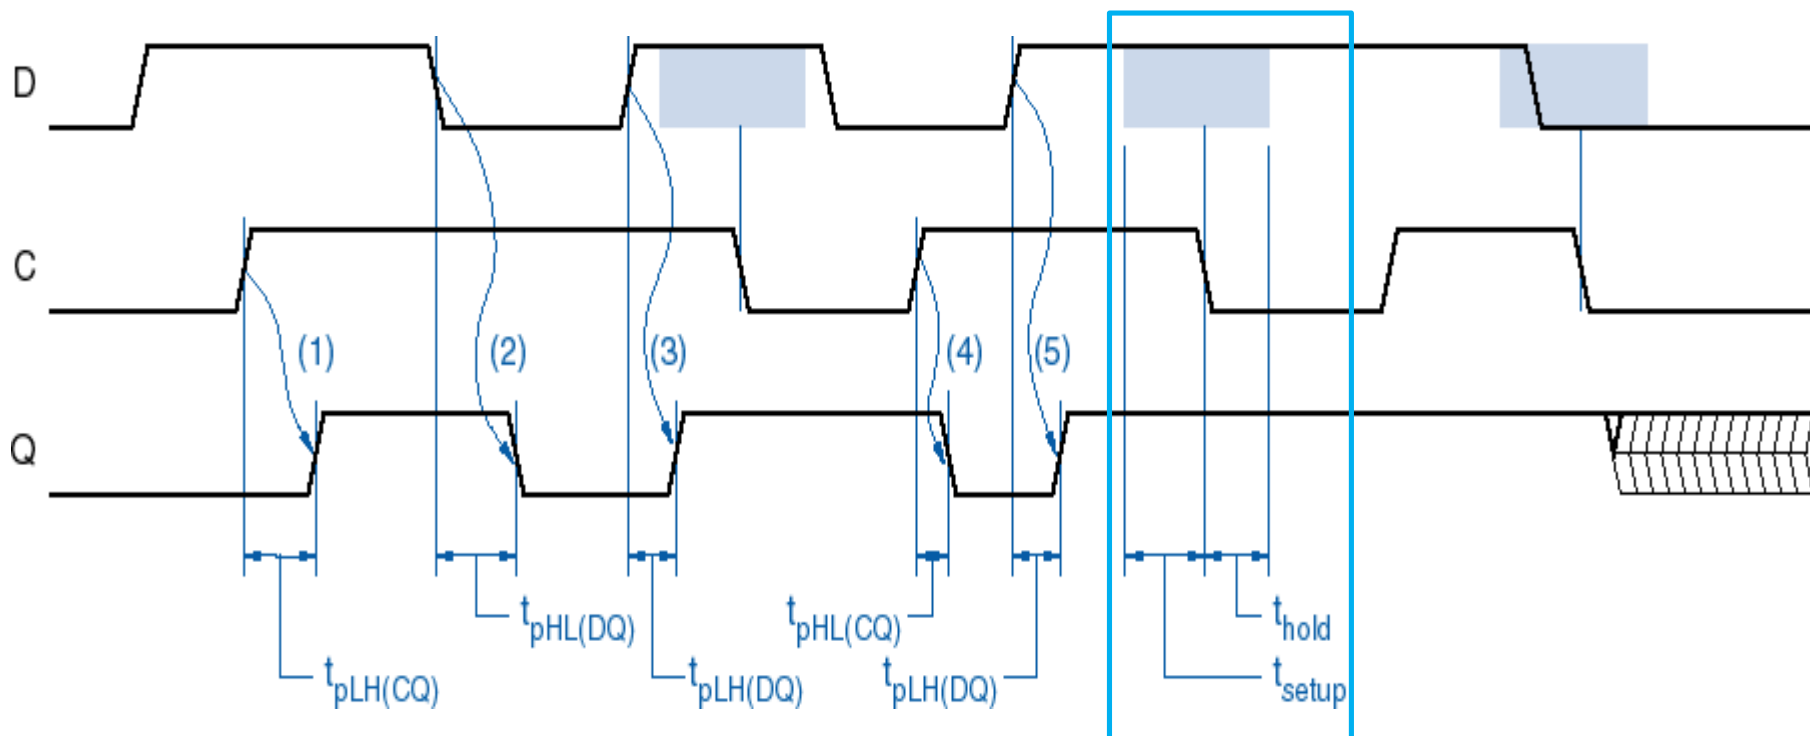 D
C
(1) (2) (3) (4) (5)
Q
tpHL(DQ) tpHL(CQ) thold
tpLH(CQ) tpLH(DQ) tpLH(DQ) tsetup